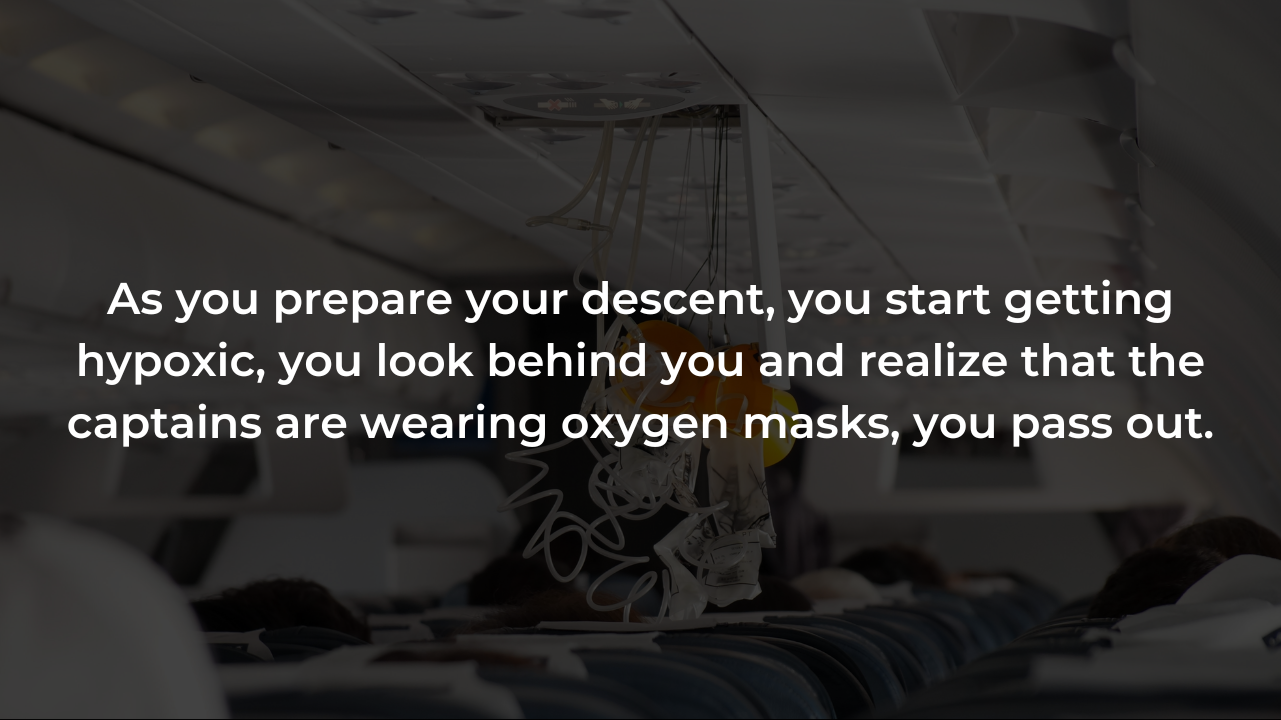 As you prepare your descent, you start getting
hypoxic, you look behind you and realize that the
captains are wearing oxygen masks, you pass out.